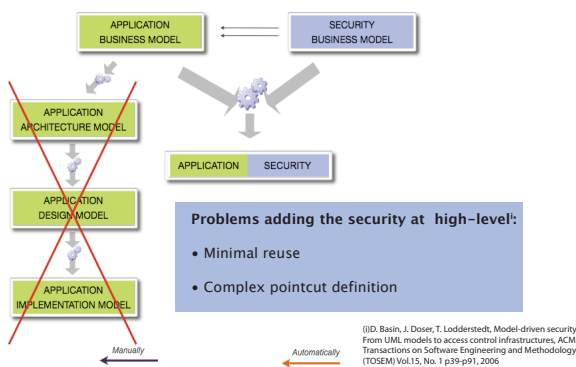 APPLICATION
BUSINESS MODEL
SECURITY
BUSINESS MODEL
APPLICATION
ARCHITECTURE MODEL
APPLICATION SECURITY
APPLICATION
DESIGN MODEL
Problems adding the security at high-levelⁱ:
• Minimal reuse
• Complex pointcut definition
APPLICATION
IMPLEMENTATION MODEL
Manually
Automatically
(i)D. Basin, J. Doser, T. Lodderstedt, Model-driven security
From UML models to access control infrastructures, ACM
Transactions on Software Engineering and Methodology
(TOSEM) Vol.15, No. 1 p39-p91, 2006